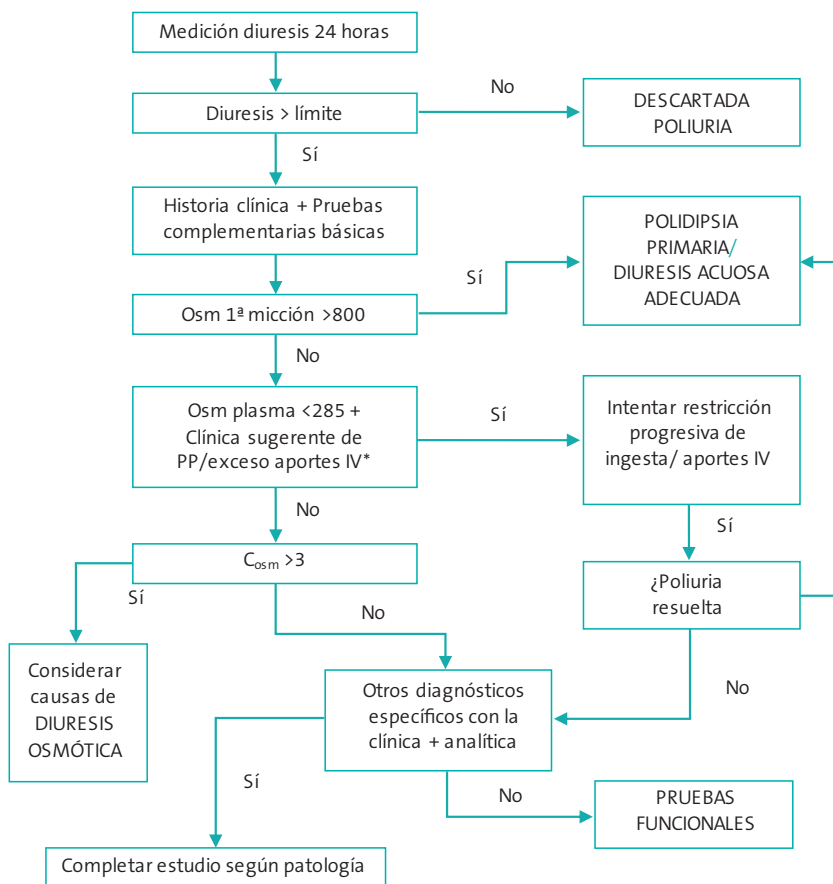 Medición diuresis 24 horas
No
Diuresis > límite
DESCARTADA
POLIURIA
Sí
Historia clínica + Pruebas
complementarias básicas
POLIDIPSIA
PRIMARIA/
DIURESIS ACUOSA
ADECUADA
Sí
Osm 1ª micción >800
No
Osm plasma <285 +
Clínica sugerente de
PP/exceso aportes IV*
Sí
Intentar restricción
progresiva de
ingesta/ aportes IV
No
Sí
Cosm >3
¿Poliuria
resuelta
Sí
No
Considerar
causas de
DIURESIS
OSMÓTICA
Otros diagnósticos
específicos con la
clínica + analítica
No
Sí
No
PRUEBAS
FUNCIONALES
Completar estudio según patología